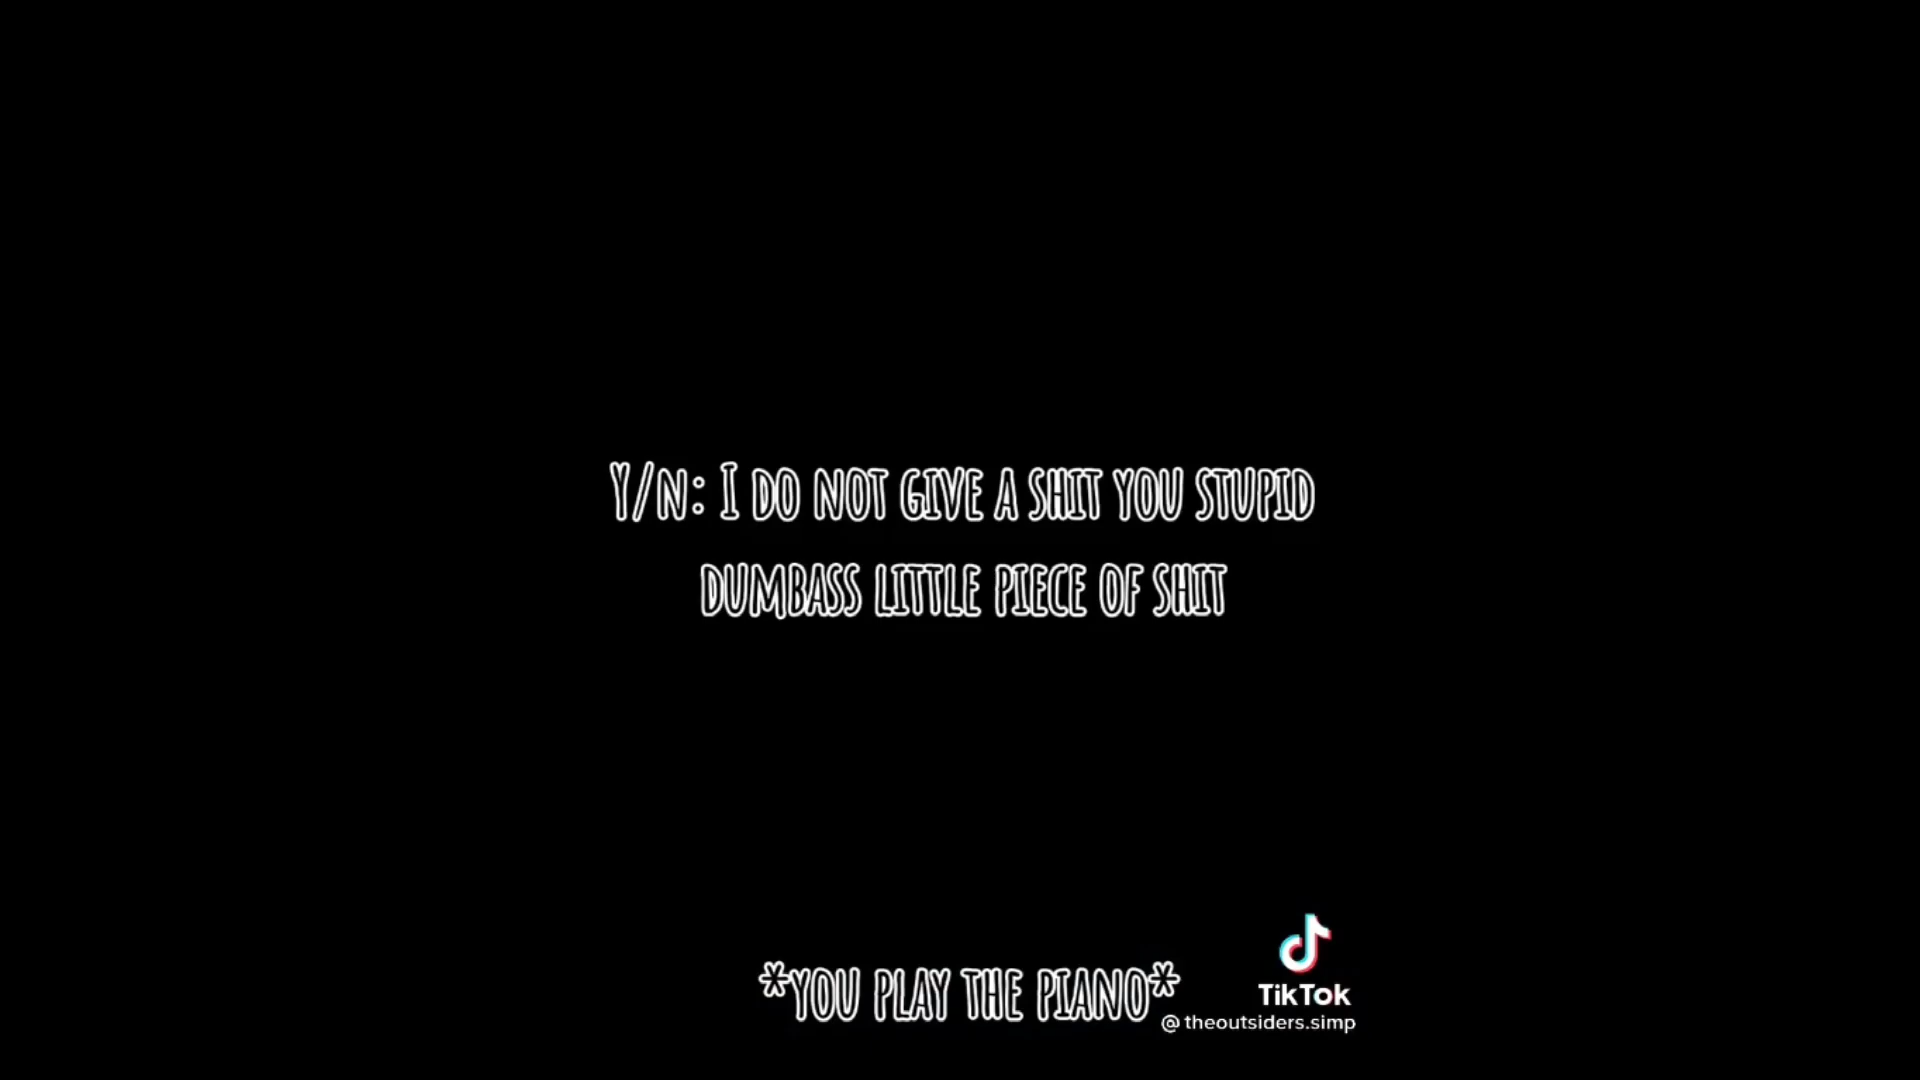 Y/N: I DO NOT GIVE A SHIT YOU STUPID
DUMBASS LITTLE PIECE OF SHIT
*YOU PLAY THE PIANO*
TikTok
@theoutsiders.simp